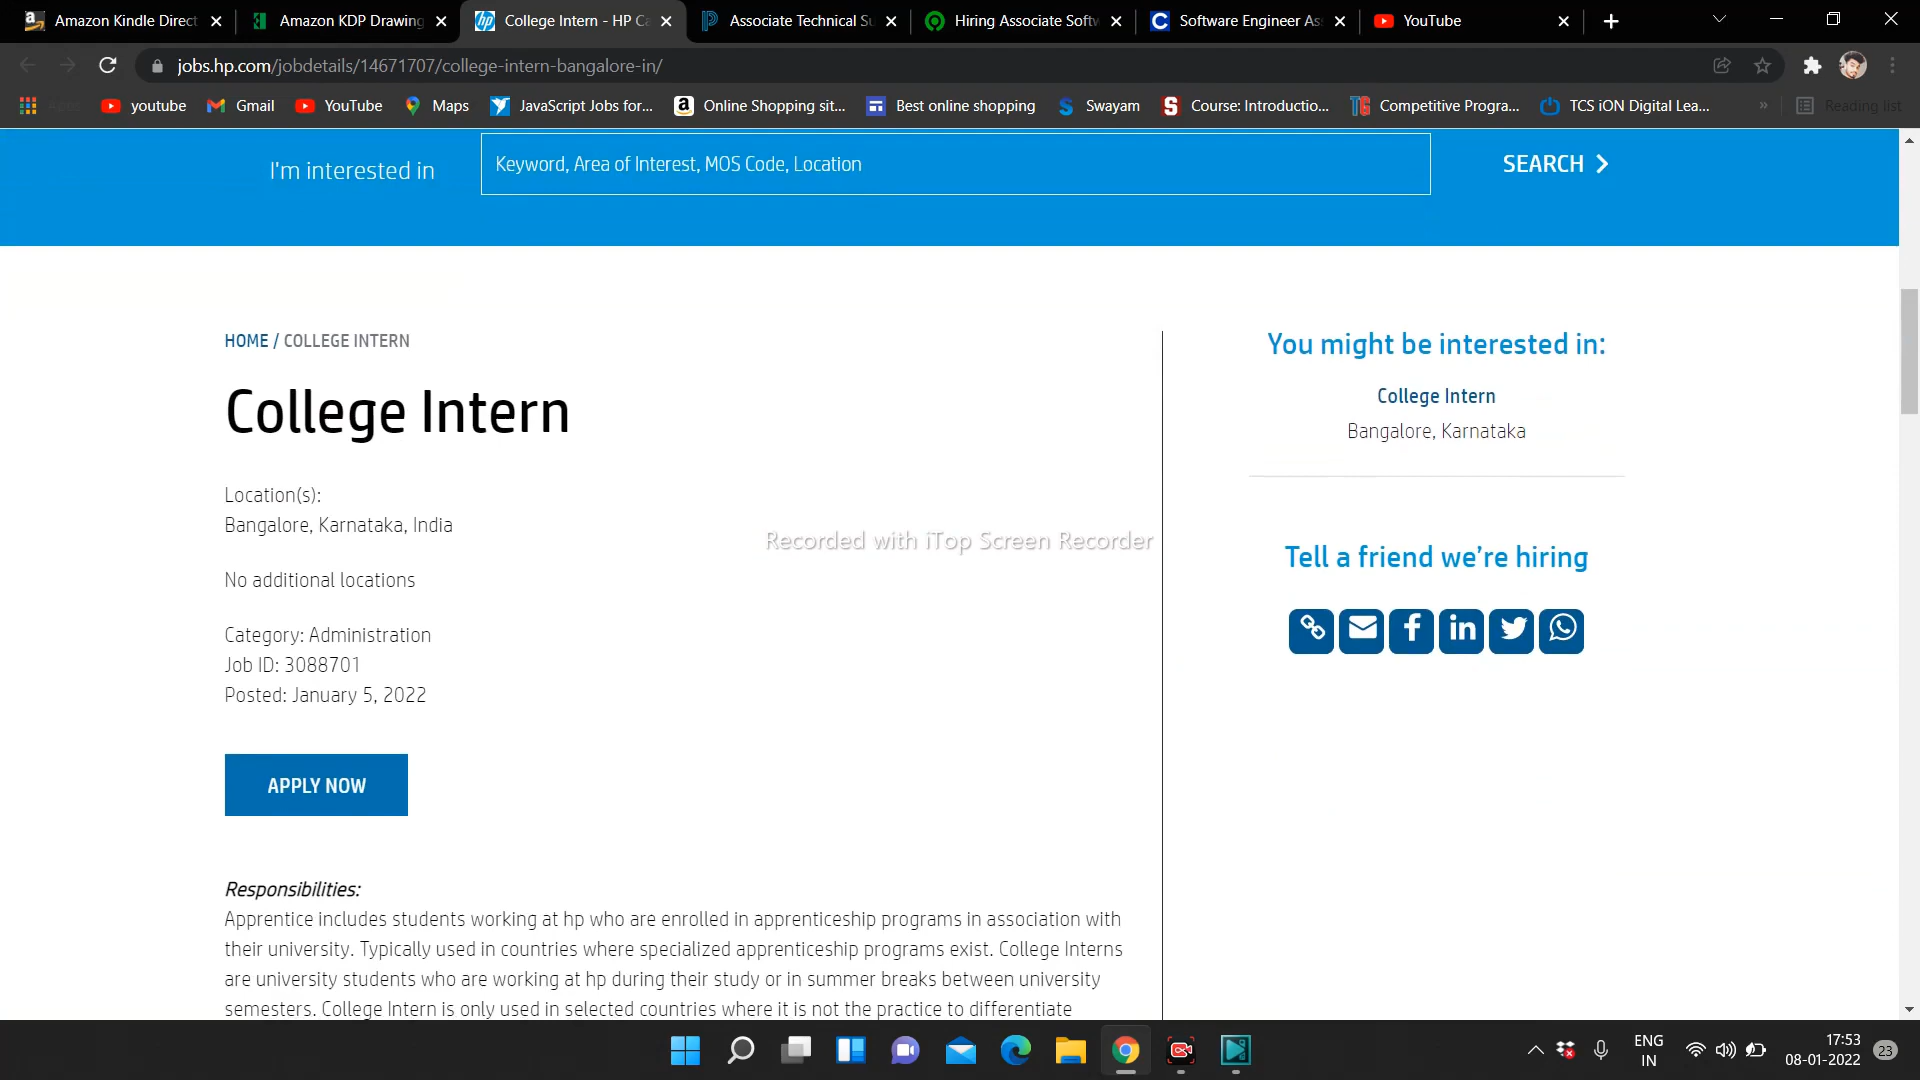 Amazon Kindle Direct
Amazon KDP Drawing
College Intern - HP Ca
Associate Technical Su
Hiring Associate Softw
Software Engineer As
YouTube
jobs.hp.com/jobdetails/14671707/college-intern-bangalore-in/
Apps
youtube
Gmail
YouTube
Maps
JavaScript Jobs for...
Online Shopping sit...
Best online shopping
Swayam
Course: Introductio...
Competitive Progra...
TCS iON Digital Lea...
»
Reading list
I'm interested in
Keyword, Area of Interest, MOS Code, Location
SEARCH
HOME / COLLEGE INTERN
College Intern
Location(s):
Bangalore, Karnataka, India
No additional locations
Category: Administration
Job ID: 3088701
Posted: January 5, 2022
APPLY NOW
Responsibilities:
Apprentice includes students working at hp who are enrolled in apprenticeship programs in association with
their university. Typically used in countries where specialized apprenticeship programs exist. College Interns
are university students who are working at hp during their study or in summer breaks between university
semesters. College Intern is only used in selected countries where it is not the practice to differentiate
You might be interested in:
College Intern
Bangalore, Karnataka
Tell a friend we’re hiring
Recorded with iTop Screen Recorder
ENG
IN
17:53
08-01-2022
23